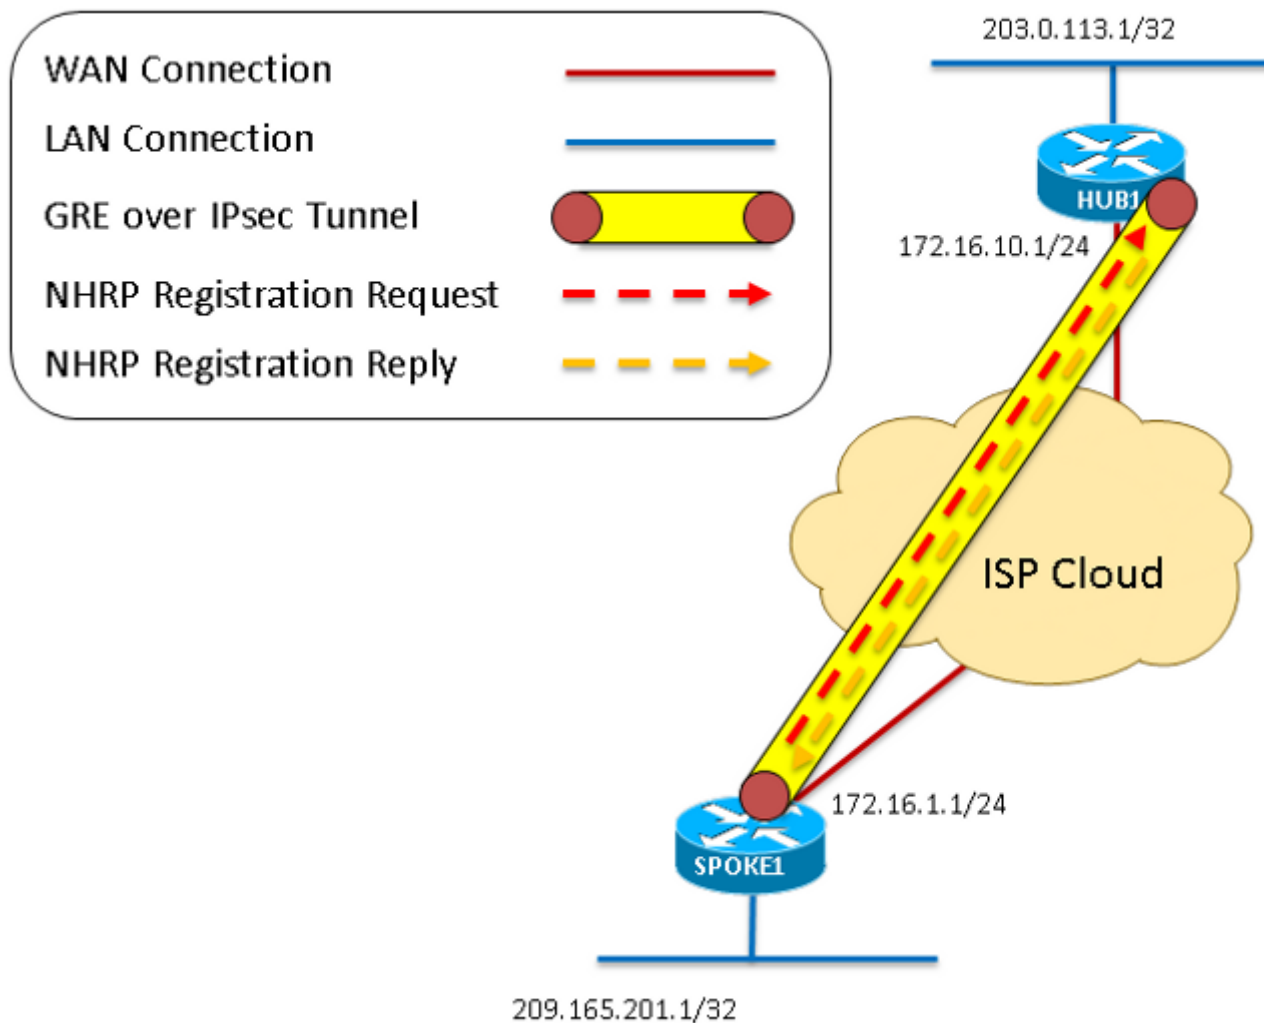 WAN Connection
LAN Connection
GRE over IPsec Tunnel
NHRP Registration Request
NHRP Registration Reply
203.0.113.1/32
HUB1
172.16.10.1/24
ISP Cloud
172.16.1.1/24
SPOKE1
209.165.201.1/32